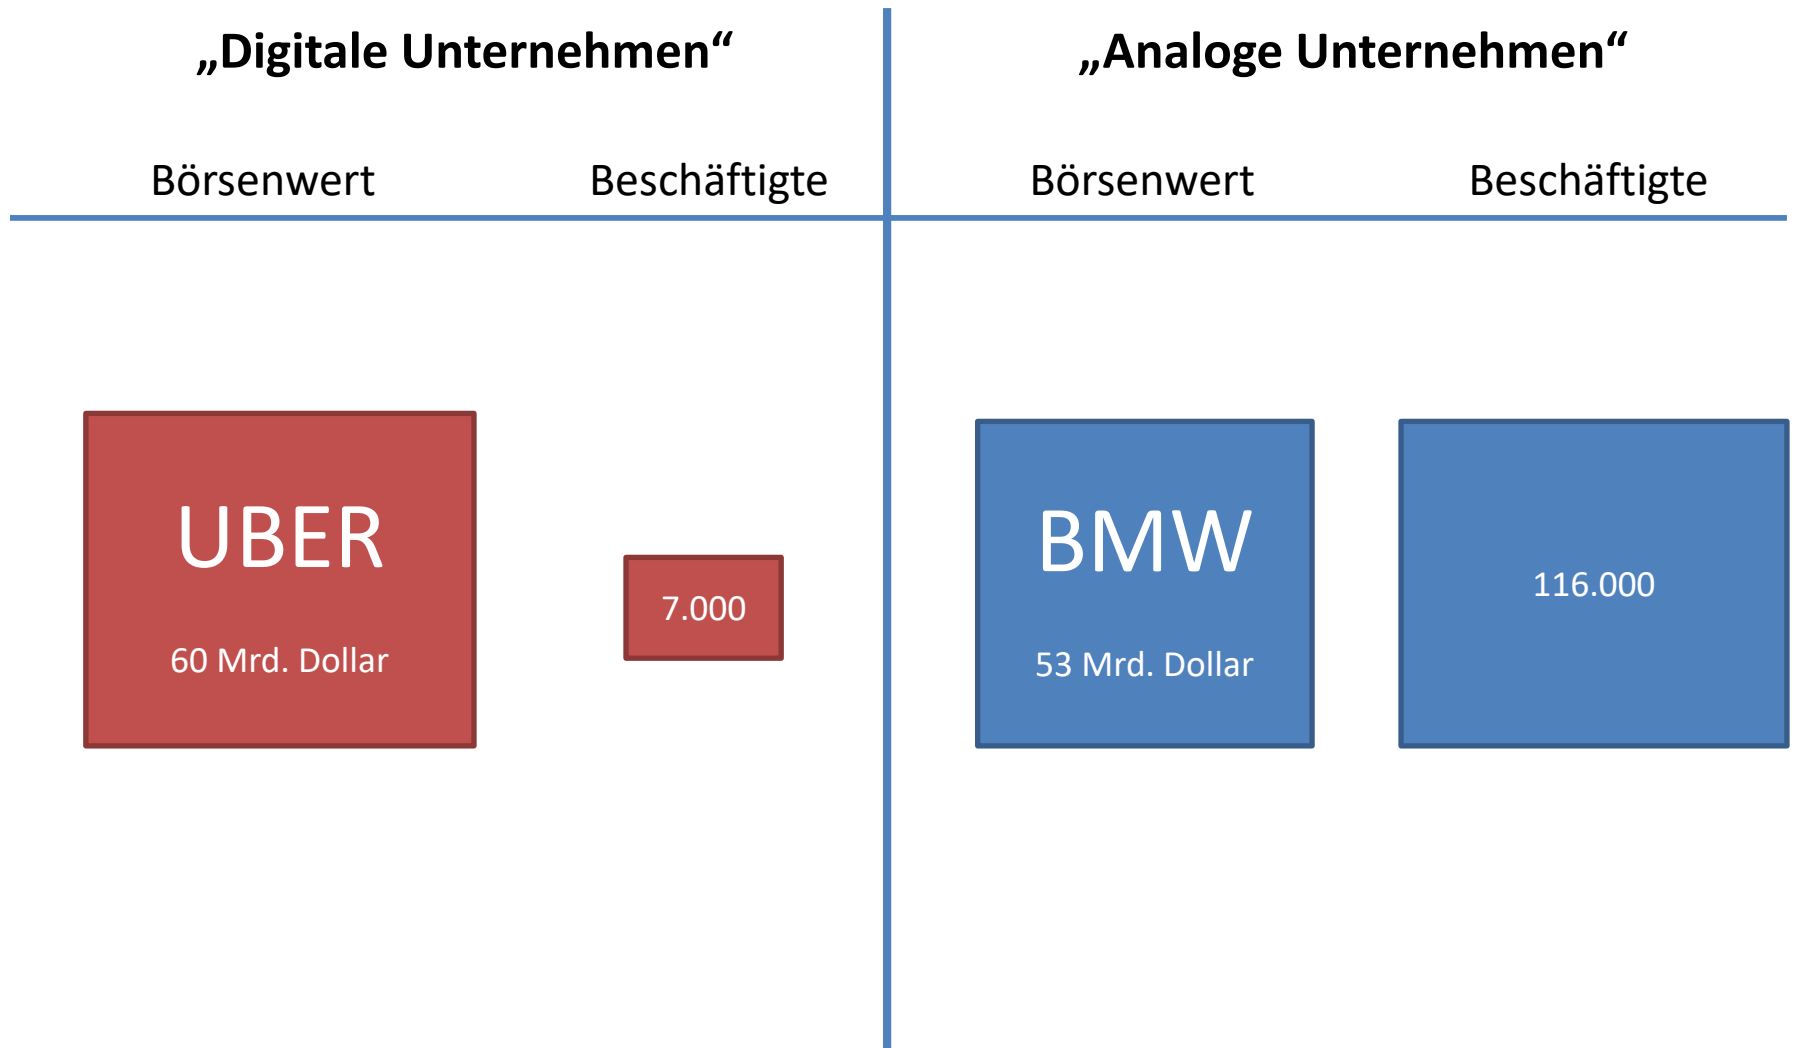 „Digitale Unternehmen“
„Analoge Unternehmen“
Börsenwert
Beschäftigte
Börsenwert
Beschäftigte
UBER
60 Mrd. Dollar
7.000
BMW
53 Mrd. Dollar
116.000